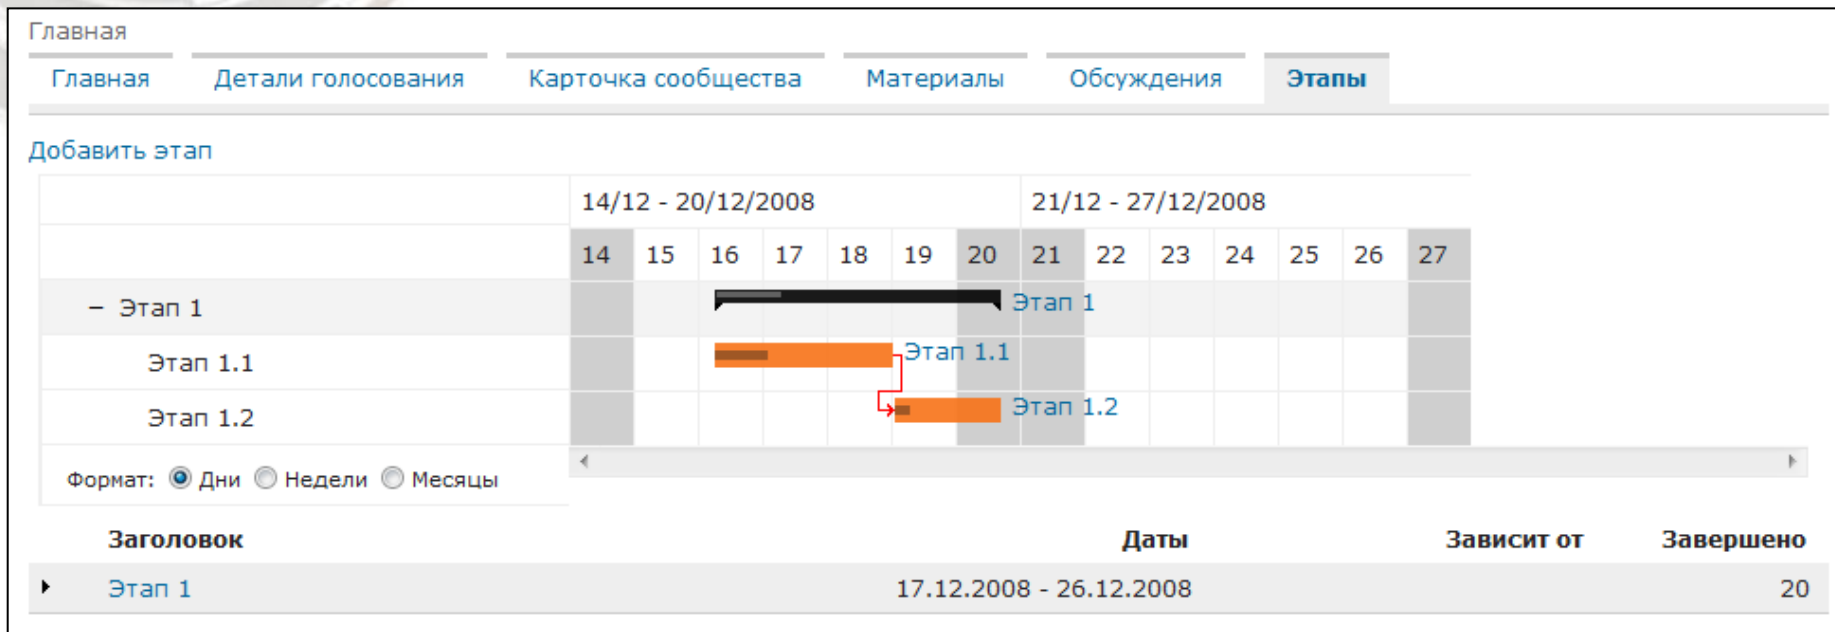 Главная
Главная Детали голосования Карточка сообщества Материалы Обсуждения Этапы
Добавить этап
14/12 - 20/12/2008 21/12 - 27/12/2008
14 15 16 17 18 19 20 21 22 23 24 25 26 27
− Этап 1 Этап 1
Этап 1.1 Этап 1.1
Этап 1.2 Этап 1.2
Формат: Дни Недели Месяцы
Заголовок Даты Зависит от Завершено
Этап 1 17.12.2008 - 26.12.2008 20